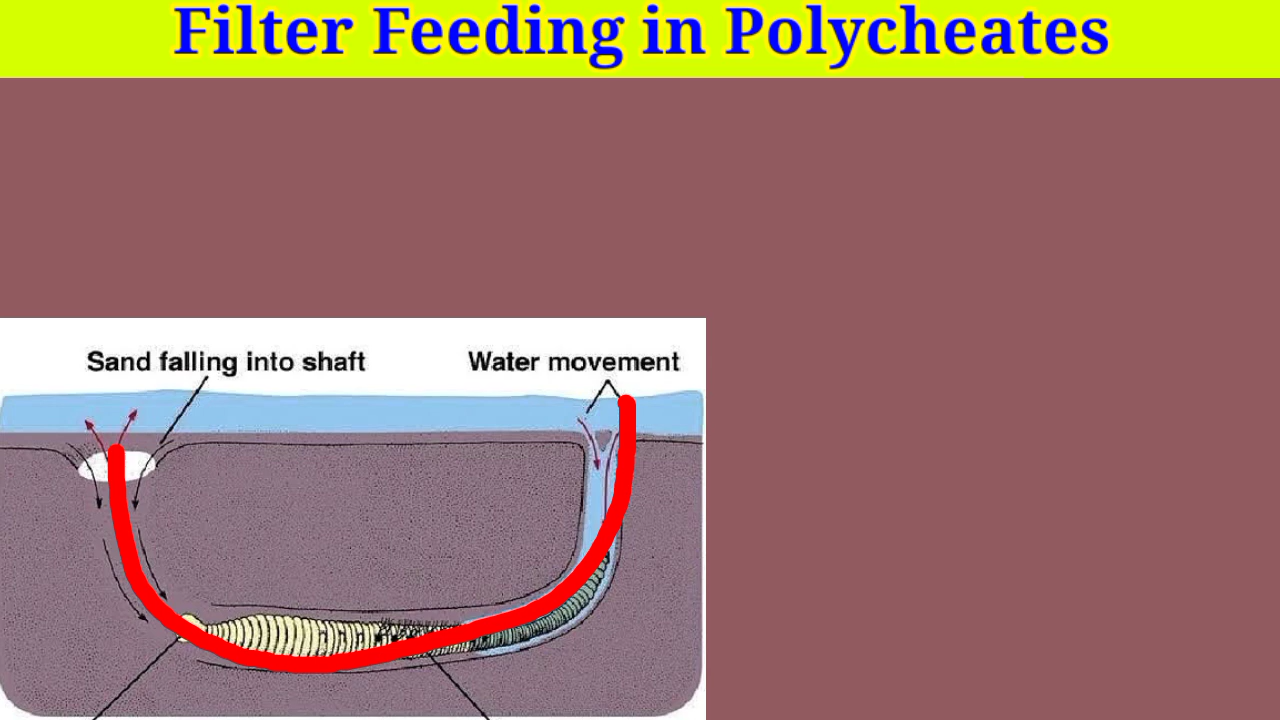 Filter Feeding in Polycheates
Sand falling into shaft
Water movement